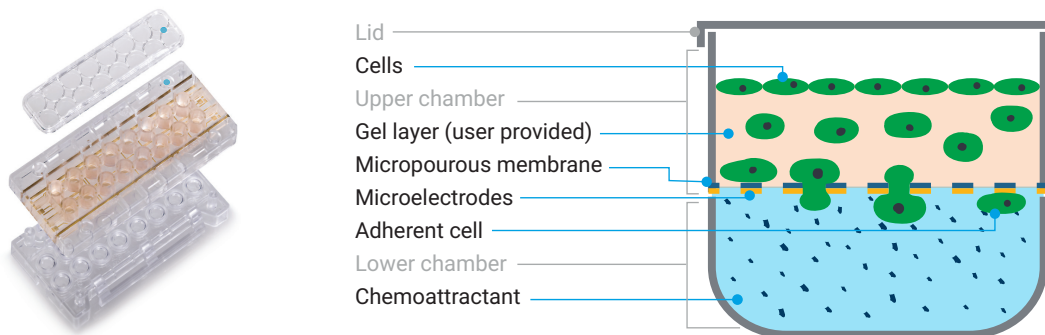 Lid
Cells
Upper chamber
Gel layer (user provided)
Micropourous membrane
Microelectrodes
Adherent cell
Lower chamber
Chemoattractant